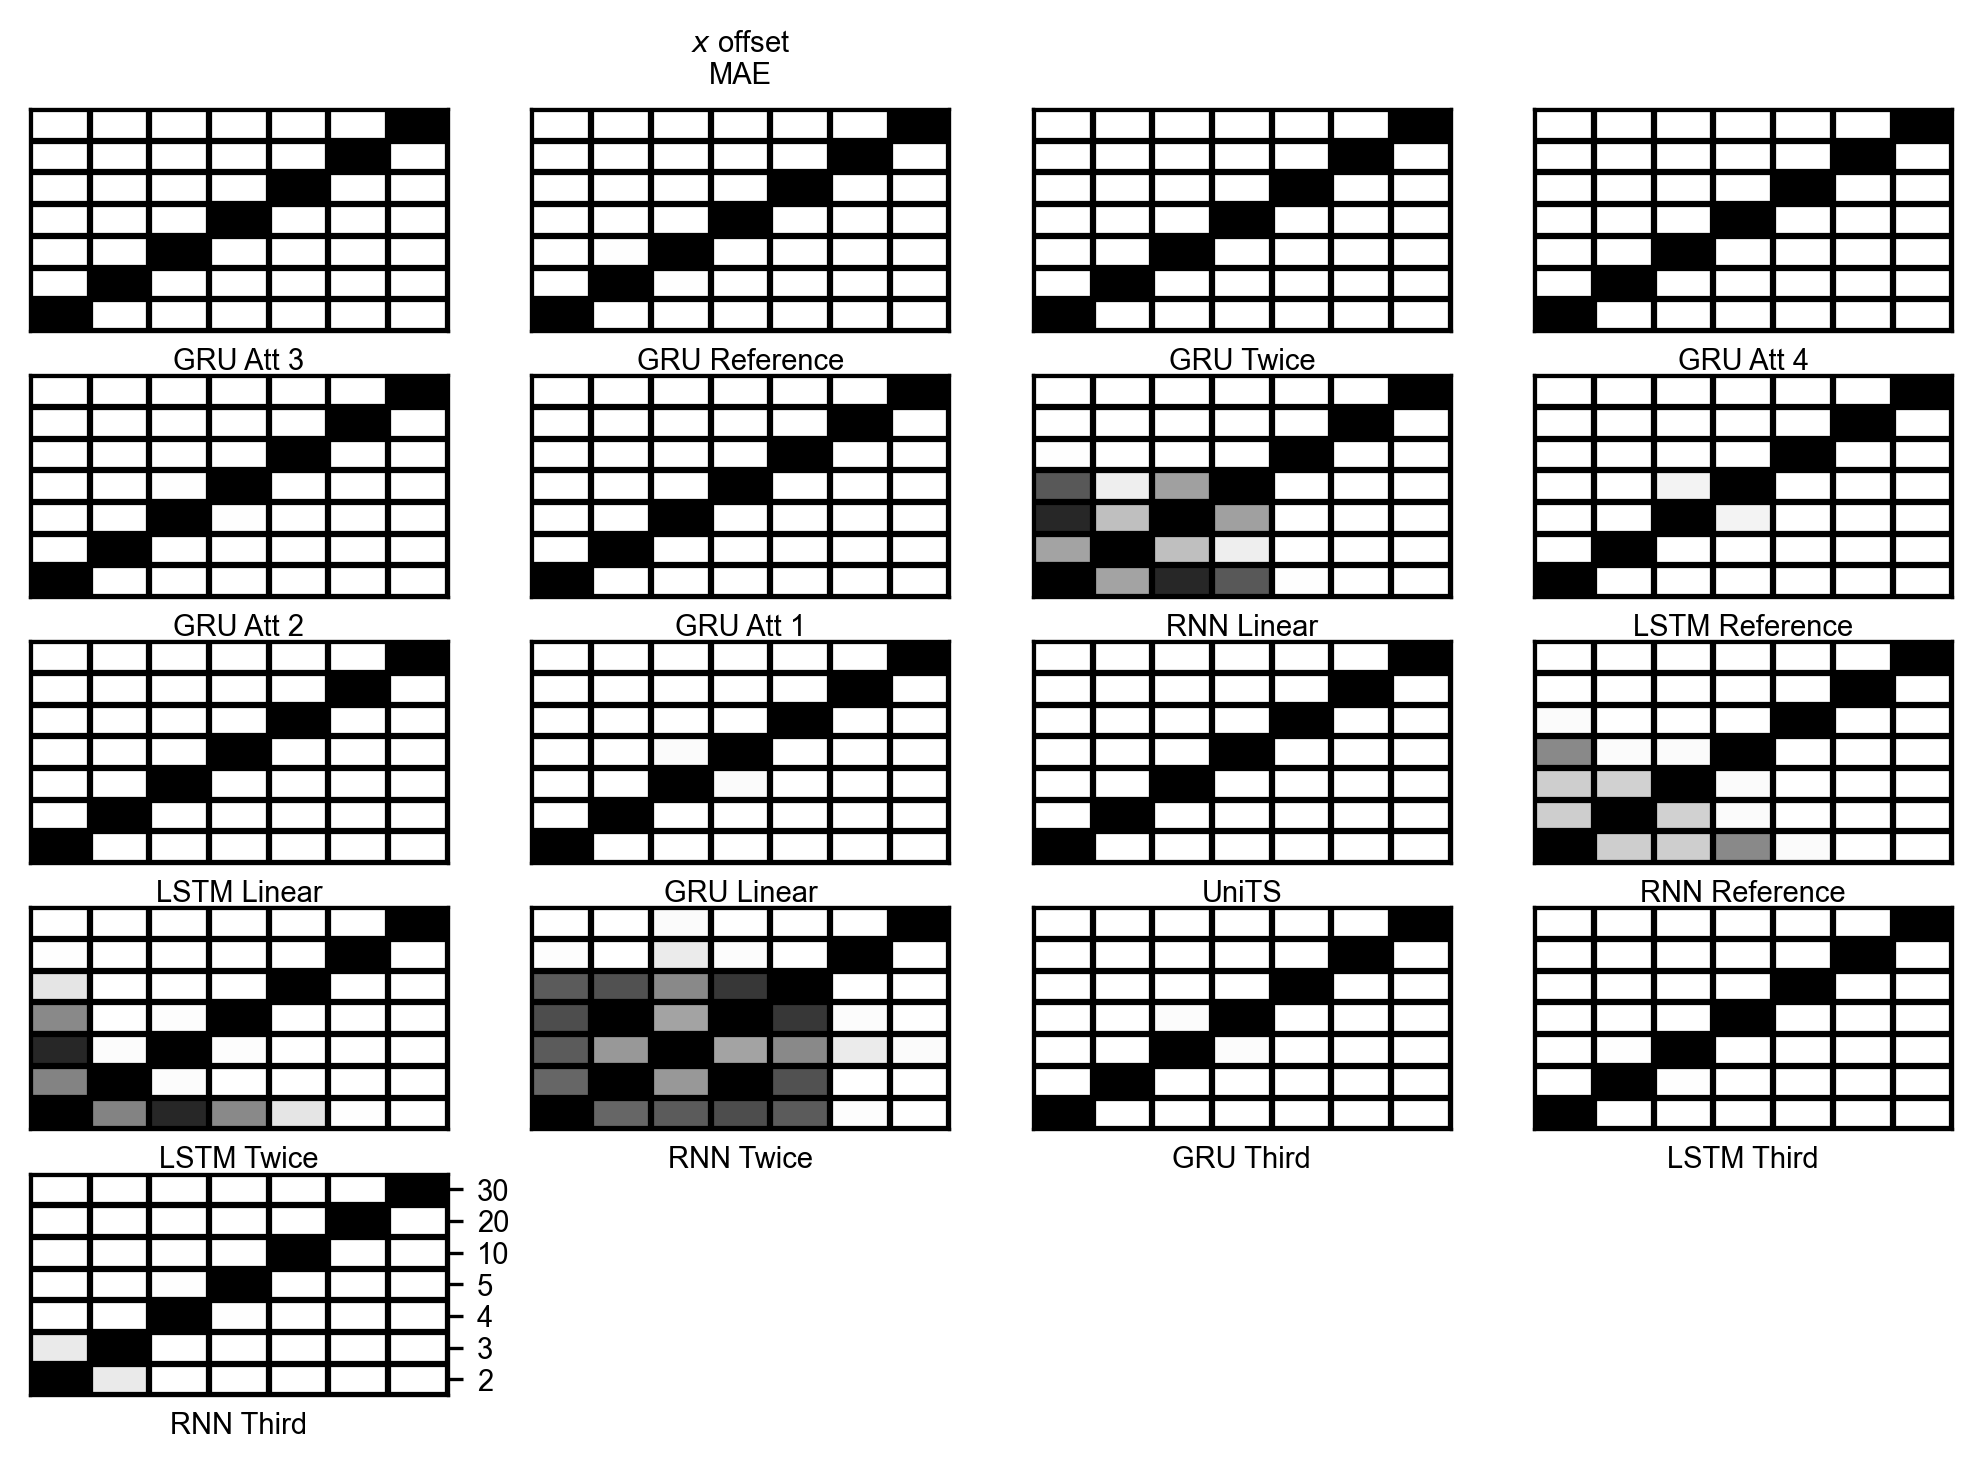 x offset
MAE
GRU Att 3
GRU Reference
GRU Twice
GRU Att 4
GRU Att 2
GRU Att 1
RNN Linear
LSTM Reference
LSTM Linear
GRU Linear
UniTS
RNN Reference
LSTM Twice
RNN Twice
GRU Third
LSTM Third
30
20
10
5
4
3
2
RNN Third